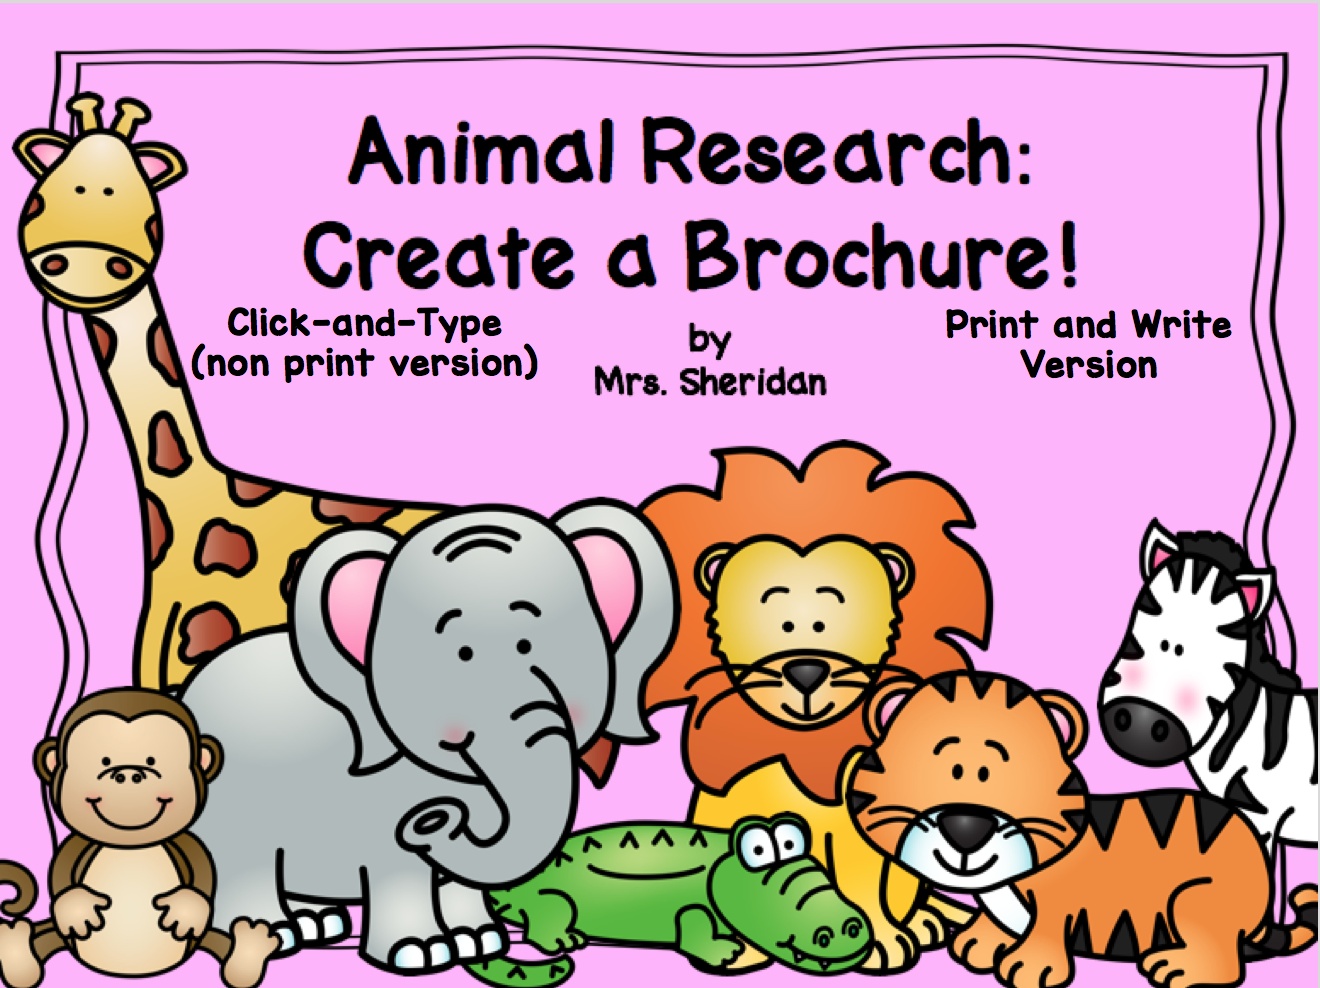 Animal Research:
Create a Brochure!
Click-and-Type
(non print version)
by
Mrs. Sheridan
Print and Write
Version